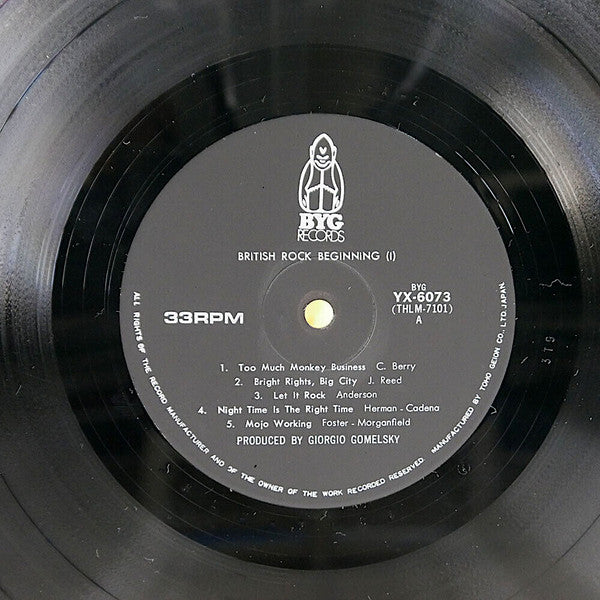 BYG
RECORDS
BRITISH ROCK BEGINNING (I)
33RPM
BYG
YX-6073
(THLM-7101)
A
1. Too Much Monkey Business C. Berry
2. Bright Rights, Big City J. Reed
3. Let It Rock Anderson
4. Night Time Is The Right Time Herman - Cadena
5. Mojo Working Foster - Morganfield
PRODUCED BY GIORGIO GOMELSKY
ALL RIGHTS OF THE RECORD MANUFACTURER AND OF THE OWNER OF THE WORK RECORDED RESERVED. MANUFACTURED BY TOHO GEION CO., LTD. JAPAN.